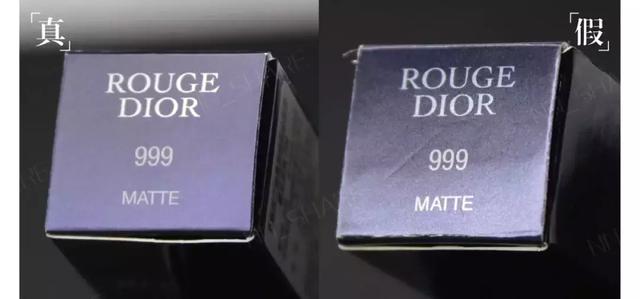 「真」
ROUGE
DIOR
999
MATTE
「假」
ROUGE
DIOR
999
MATTE